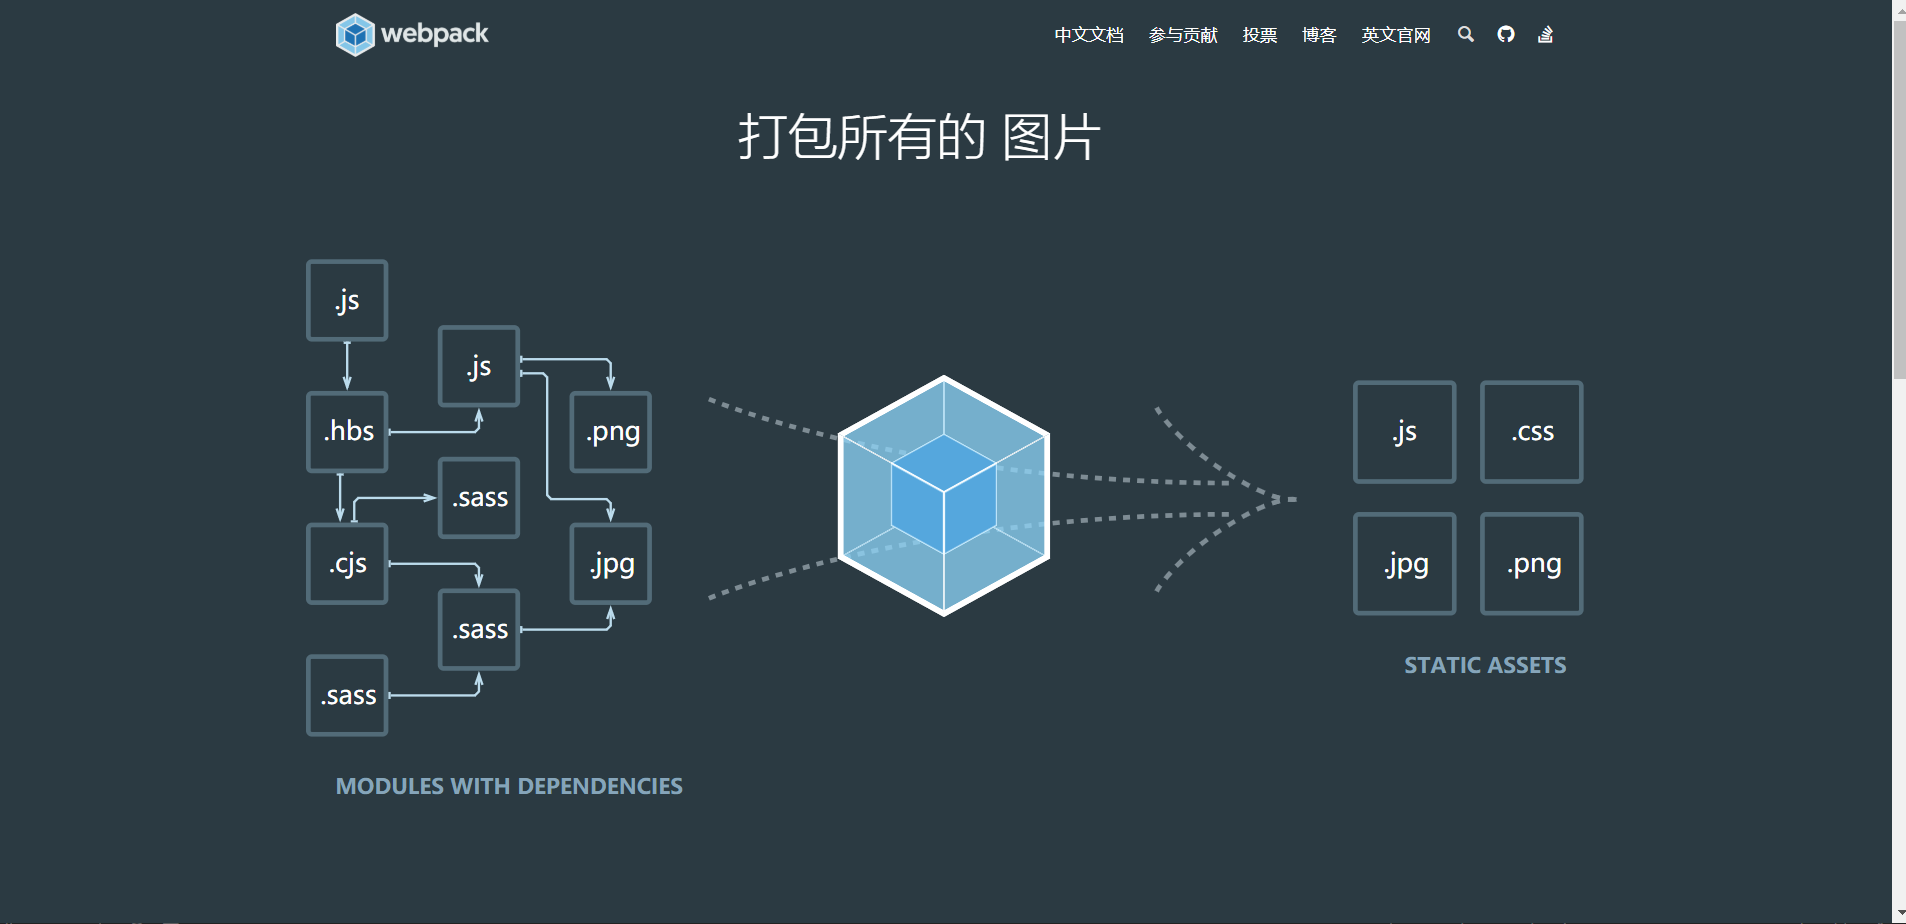 webpack
中文文档 参与贡献 投票 博客 英文官网
打包所有的 图片
.js
.js
.hbs
.png
.sass
.cjs
.jpg
.sass
.sass
MODULES WITH DEPENDENCIES
.js .css
.jpg .png
STATIC ASSETS